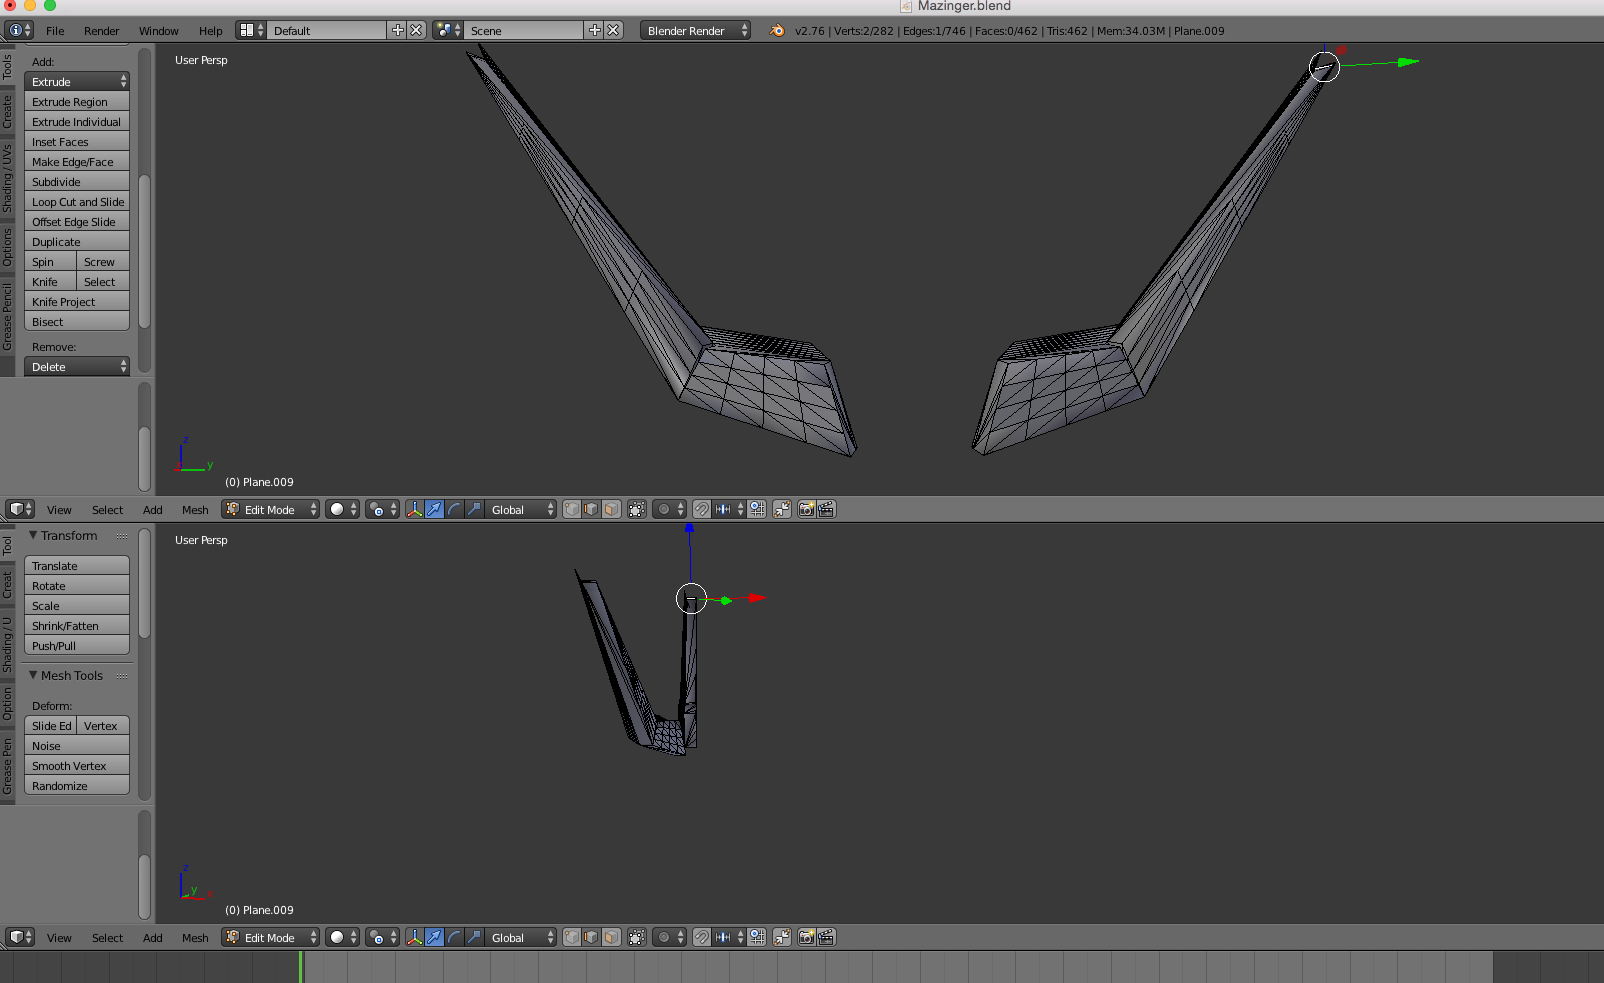 Mazinger.blend
File Render Window Help Default Scene Blender Render v2.76 | Verts:2/282 | Edges:1/746 | Faces:0/462 | Tris:462 | Mem:34.03M | Plane.009
Tools
Create
Shading / UVs
Options
Grease Pencil
Add:
Extrude
Extrude Region
Extrude Individual
Inset Faces
Make Edge/Face
Subdivide
Loop Cut and Slide
Offset Edge Slide
Duplicate
Spin Screw
Knife Select
Knife Project
Bisect
Remove:
Delete
User Persp
z
y
(0) Plane.009
View Select Add Mesh Edit Mode Global
Tool
Creat
Shading / U
Option
Grease Pen
Transform
Translate
Rotate
Scale
Shrink/Fatten
Push/Pull
Mesh Tools
Deform:
Slide Ed Vertex
Noise
Smooth Vertex
Randomize
User Persp
z
y
(0) Plane.009
View Select Add Mesh Edit Mode Global